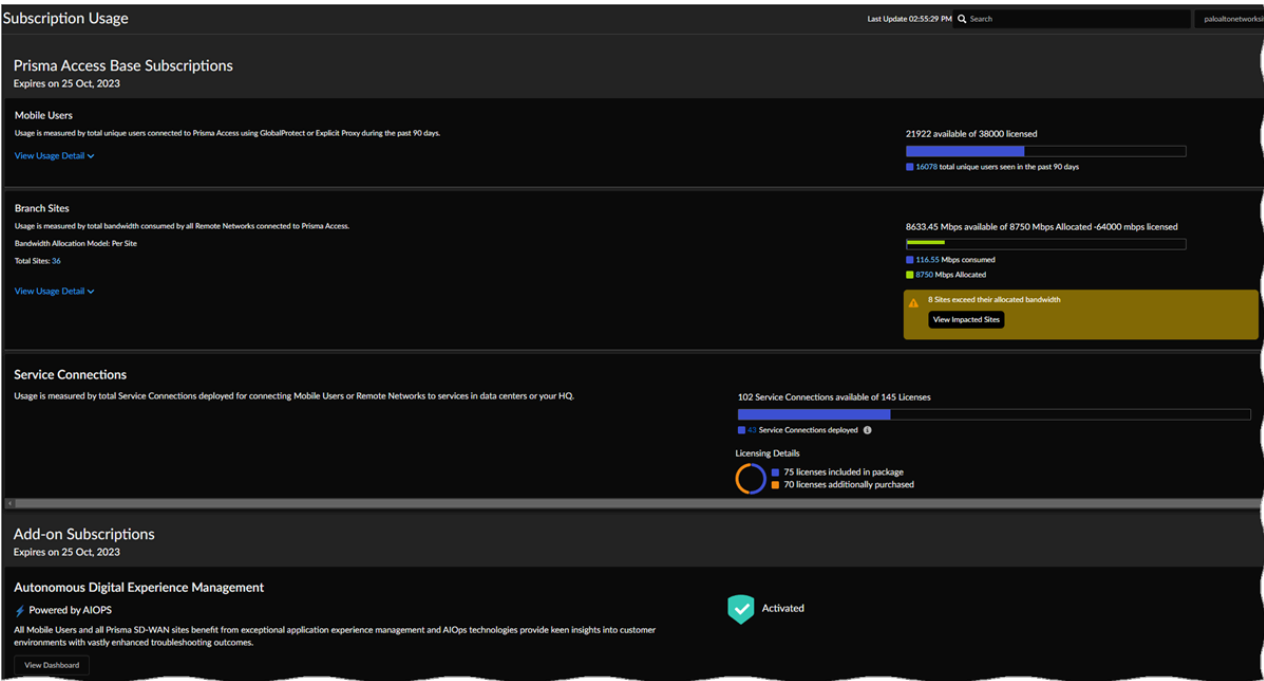 Subscription Usage
Last Update 02:55:29 PM
Search
paloaltonetworks
Prisma Access Base Subscriptions
Expires on 25 Oct, 2023
Mobile Users
Usage is measured by total unique users connected to Prisma Access using GlobalProtect or Explicit Proxy during the past 90 days.
View Usage Detail
21922 available of 38000 licensed
16078 total unique users seen in the past 90 days
Branch Sites
Usage is measured by total bandwidth consumed by all Remote Networks connected to Prisma Access.
Bandwidth Allocation Model: Per Site
Total Sites: 36
View Usage Detail
8633.45 Mbps available of 8750 Mbps Allocated -64000 mbps licensed
116.55 Mbps consumed
8750 Mbps Allocated
8 Sites exceed their allocated bandwidth
View Impacted Sites
Service Connections
Usage is measured by total Service Connections deployed for connecting Mobile Users or Remote Networks to services in data centers or your HQ.
102 Service Connections available of 145 Licenses
43 Service Connections deployed
Licensing Details
75 licenses included in package
70 licenses additionally purchased
Add-on Subscriptions
Expires on 25 Oct, 2023
Autonomous Digital Experience Management
Powered by AIOPS
All Mobile Users and all Prisma SD-WAN sites benefit from exceptional application experience management and AIOps technologies provide keen insights into customer
environments with vastly enhanced troubleshooting outcomes.
View Dashboard
Activated